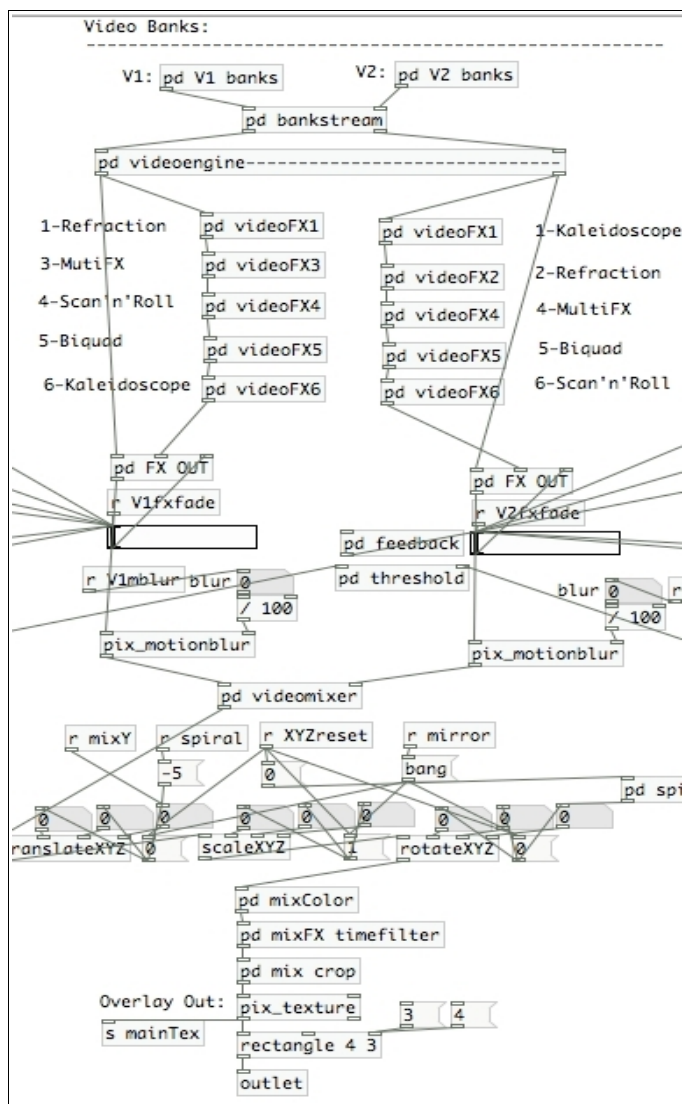 Video Banks:
--------------------------------------------------------------
V1: pd V1 banks V2: pd V2 banks
pd bankstream
pd videoengine---------------------------------
1-Refraction pd videoFX1 pd videoFX1 1-Kaleidoscope
3-MutiFX pd videoFX3 pd videoFX2 2-Refraction
4-Scan'n'Roll pd videoFX4 pd videoFX4 4-MultiFX
5-Biquad pd videoFX5 pd videoFX5 5-Biquad
6-Kaleidoscope pd videoFX6 pd videoFX6 6-Scan'n'Roll
pd FX OUT pd FX OUT
r V1fxfade r V2fxfade
pd feedback
r V1mblur blur 0 pd threshold blur 0 r
/ 100 / 100
pix_motionblur pix_motionblur
pd videomixer
r mixY r spiral r XYZreset r mirror
-5 0 bang
pd spi
0 0 0 0 0 0 0 0 0
ranslateXYZ 0 scaleXYZ 1 rotateXYZ 0
pd mixColor
pd mixFX timefilter
pd mix crop
Overlay Out: pix_texture 3 4
s mainTex
rectangle 4 3
outlet